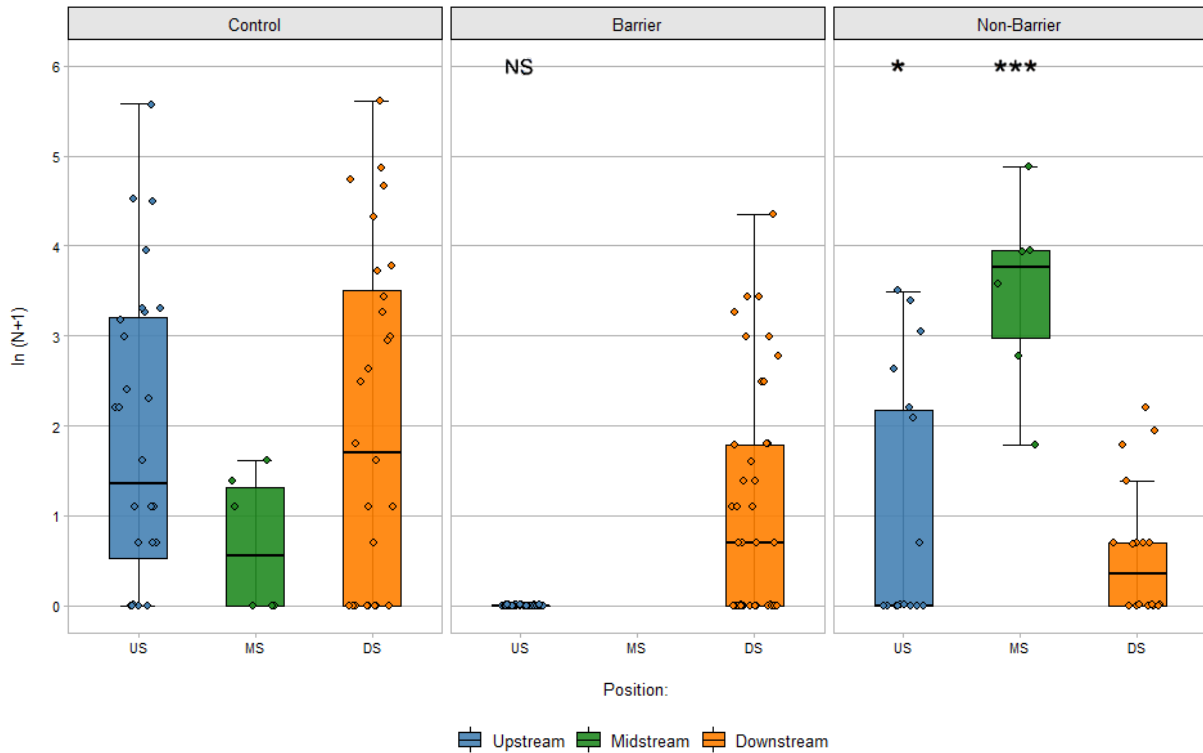 Control Barrier Non-Barrier
6 NS * ***
5
4
3
2
1
0
ln (N+1)
US MS DS US MS DS US MS DS
Position:
Upstream Midstream Downstream